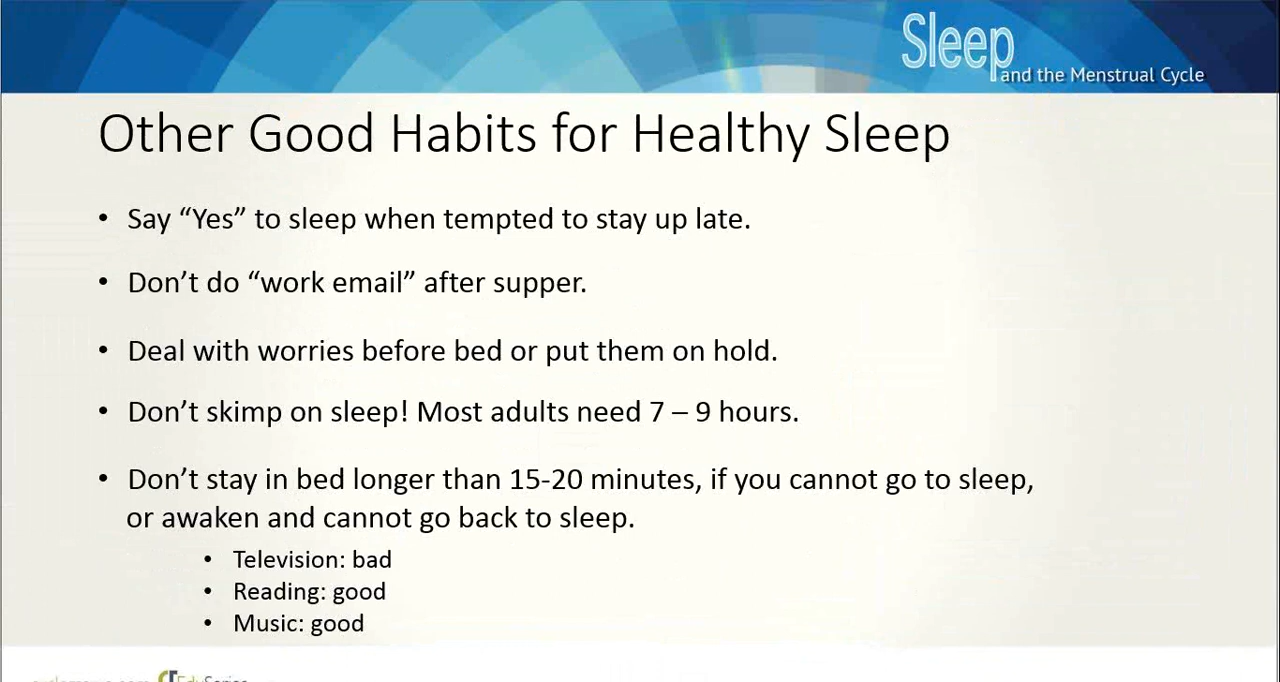 Sleep
and the Menstrual Cycle
Other Good Habits for Healthy Sleep
• Say “Yes” to sleep when tempted to stay up late.
• Don’t do “work email” after supper.
• Deal with worries before bed or put them on hold.
• Don’t skimp on sleep! Most adults need 7 – 9 hours.
• Don’t stay in bed longer than 15-20 minutes, if you cannot go to sleep,
or awaken and cannot go back to sleep.
• Television: bad
• Reading: good
• Music: good